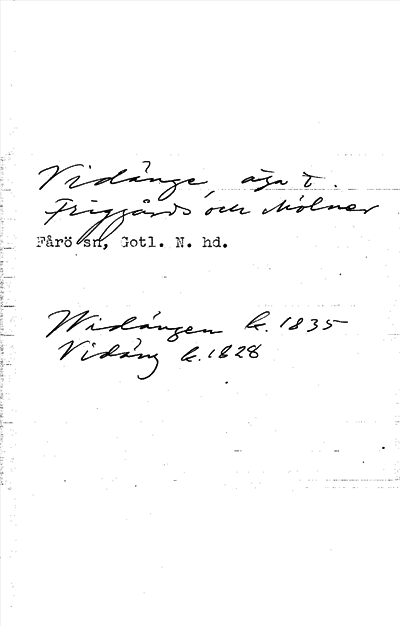 Vidänge, äga t.
Friggårds och Mölner
Fårö sn, Gotl. N. hd.
Widängen k. 1835
Vidäng k. 1828